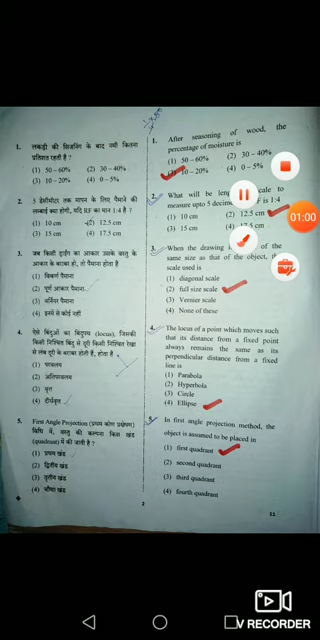 1. लकड़ी की सिजनिंग के बाद नमी कितना
प्रतिशत रहती है ?
(1) 50–60% (2) 30–40%
(3) 10–20% (4) 0–5%
2. 5 डेसीमीटर तक मापन के लिए पैमाने की
लम्बाई क्या होगी, यदि RF का मान 1:4 है ?
(1) 10 cm (2) 12.5 cm
(3) 15 cm (4) 17.5 cm
3. जब किसी ड्राइंग का आकार उसके वस्तु के
आकार के बराबर हो, तो पैमाना होता है
(1) विकर्ण पैमाना
(2) पूर्ण आकार पैमाना
(3) वर्नियर पैमाना
(4) इनमें से कोई नहीं
4. ऐसे बिंदुओं का बिंदुपथ (locus), जिसकी
किसी निश्चित बिंदु से दूरी किसी निश्चित रेखा
से लंब दूरी के बराबर होती है, होता है
(1) परवलय
(2) अतिपरवलय
(3) वृत्त
(4) दीर्घवृत्त
5. First Angle Projection (प्रथम कोण प्रक्षेपण)
विधि में, वस्तु की कल्पना किस खंड
(quadrant) में की जाती है ?
(1) प्रथम खंड
(2) द्वितीय खंड
(3) तृतीय खंड
(4) चौथा खंड
1. After seasoning of wood, the
percentage of moisture is
(1) 50–60% (2) 30–40%
(3) 10–20% (4) 0–5%
2. What will be scale to
measure upto 5 is 1:4
(1) 10 cm (2) 12.5 cm
(3) 15 cm (4) 17.5 cm
3. When the drawing of the
same size as that of the object, the
scale used is
(1) diagonal scale
(2) full size scale
(3) Vernier scale
(4) None of these
4. The locus of a point which moves such
that its distance from a fixed point
always remains the same as its
perpendicular distance from a fixed
line is
(1) Parabola
(2) Hyperbola
(3) Circle
(4) Ellipse
5. In first angle projection method, the
object is assumed to be placed in
(1) first quadrant
(2) second quadrant
(3) third quadrant
(4) fourth quadrant
2
11
01:00
V RECORDER